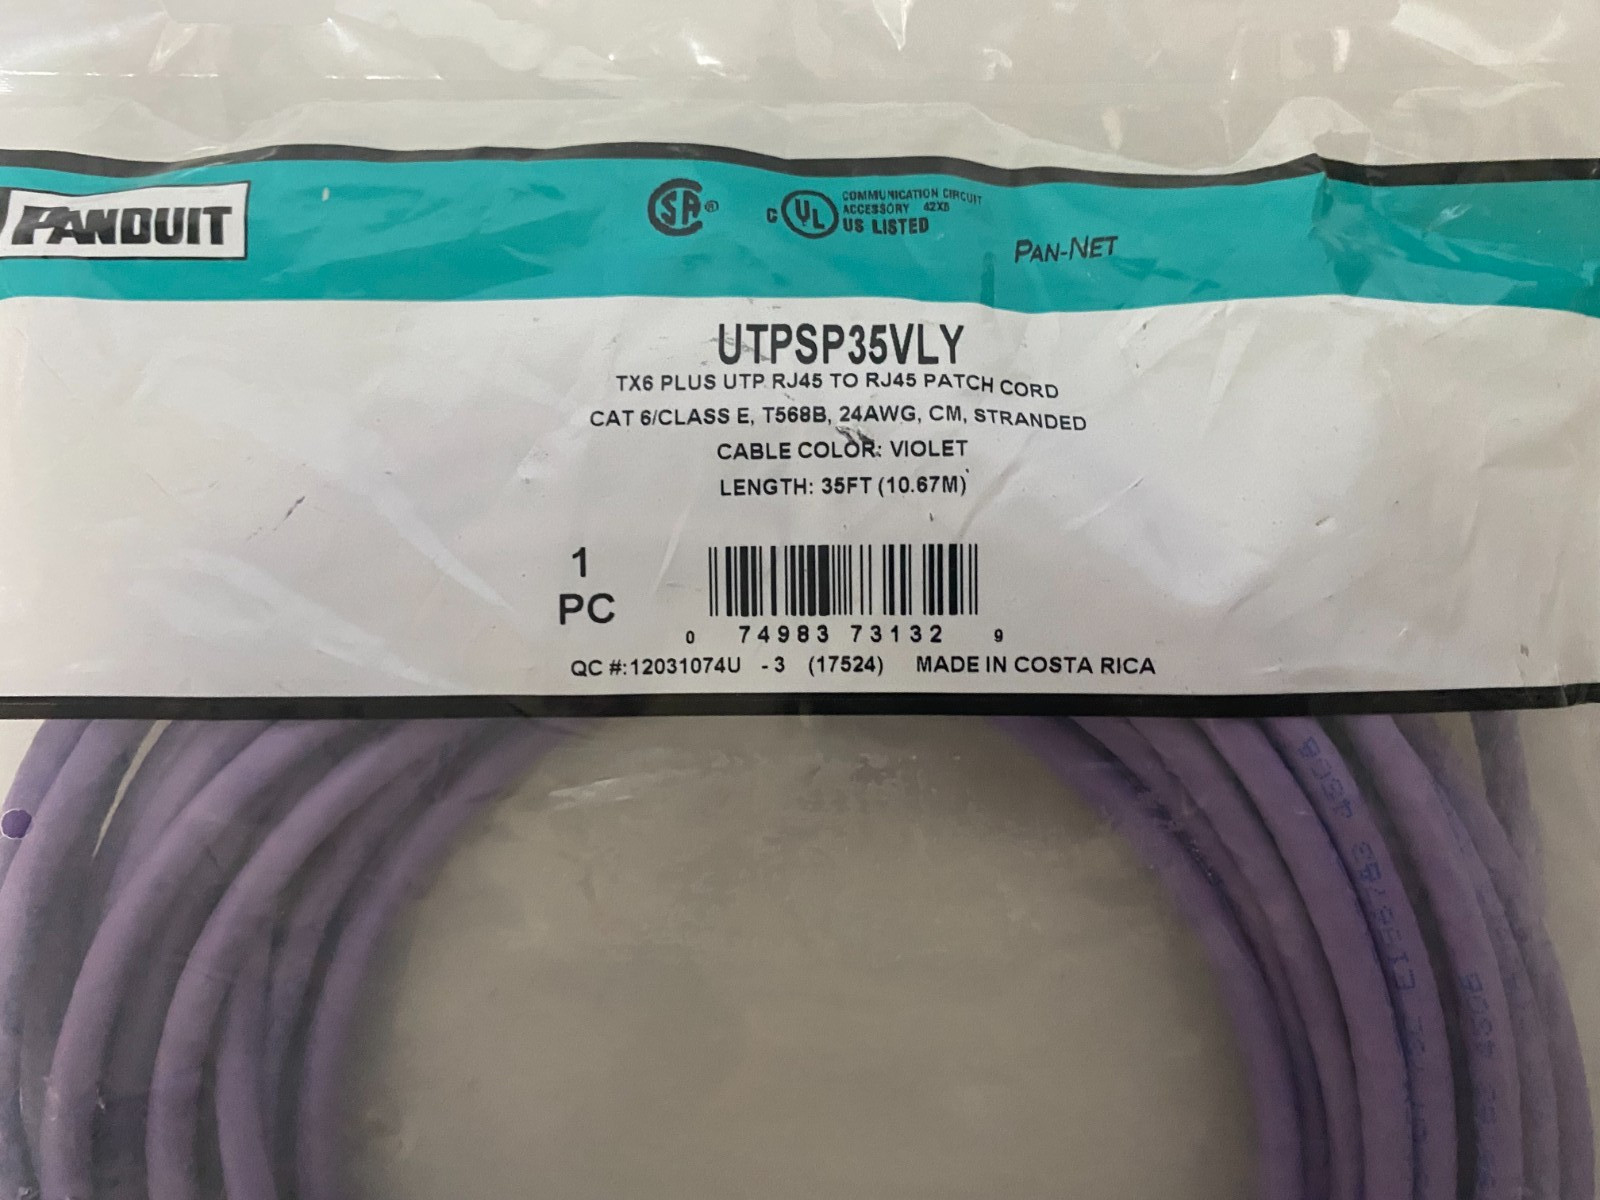 PANDUIT
SA®
C UL US LISTED
COMMUNICATION CIRCUIT
ACCESSORY 42X8
PAN-NET
UTPSP35VLY
TX6 PLUS UTP RJ45 TO RJ45 PATCH CORD
CAT 6/CLASS E, T568B, 24AWG, CM, STRANDED
CABLE COLOR: VIOLET
LENGTH: 35FT (10.67M)
1
PC
0 74983 73132 9
QC #:12031074U -3 (17524) MADE IN COSTA RICA